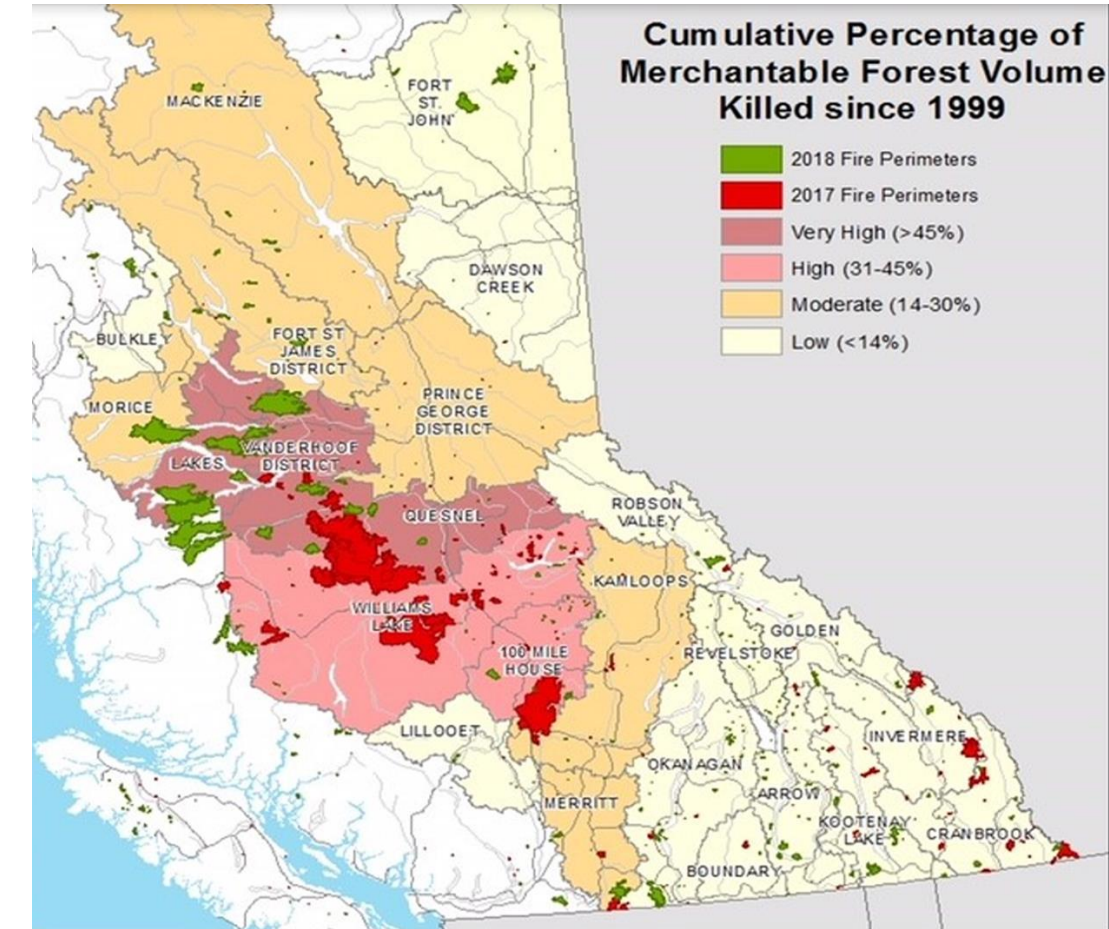 Cumulative Percentage of
Merchantable Forest Volume
Killed since 1999
2018 Fire Perimeters
2017 Fire Perimeters
Very High (>45%)
High (31-45%)
Moderate (14-30%)
Low (<14%)
MACKENZIE
FORT
ST.
JOHN
DAWSON
CREEK
BULKLEY
FORT ST
JAMES
DISTRICT
MORICE
PRINCE
GEORGE
DISTRICT
VANDERHOOF
DISTRICT
LAKES
QUESNEL
ROBSON
VALLEY
KAMLOOPS
WILLIAMS
LAKE
100 MILE
HOUSE
GOLDEN
REVELSTOKE
LILLOOET
INVERMERE
OKANAGAN
ARROW
MERRITT
KOOTENAY
LAKE
CRANBROOK
BOUNDARY